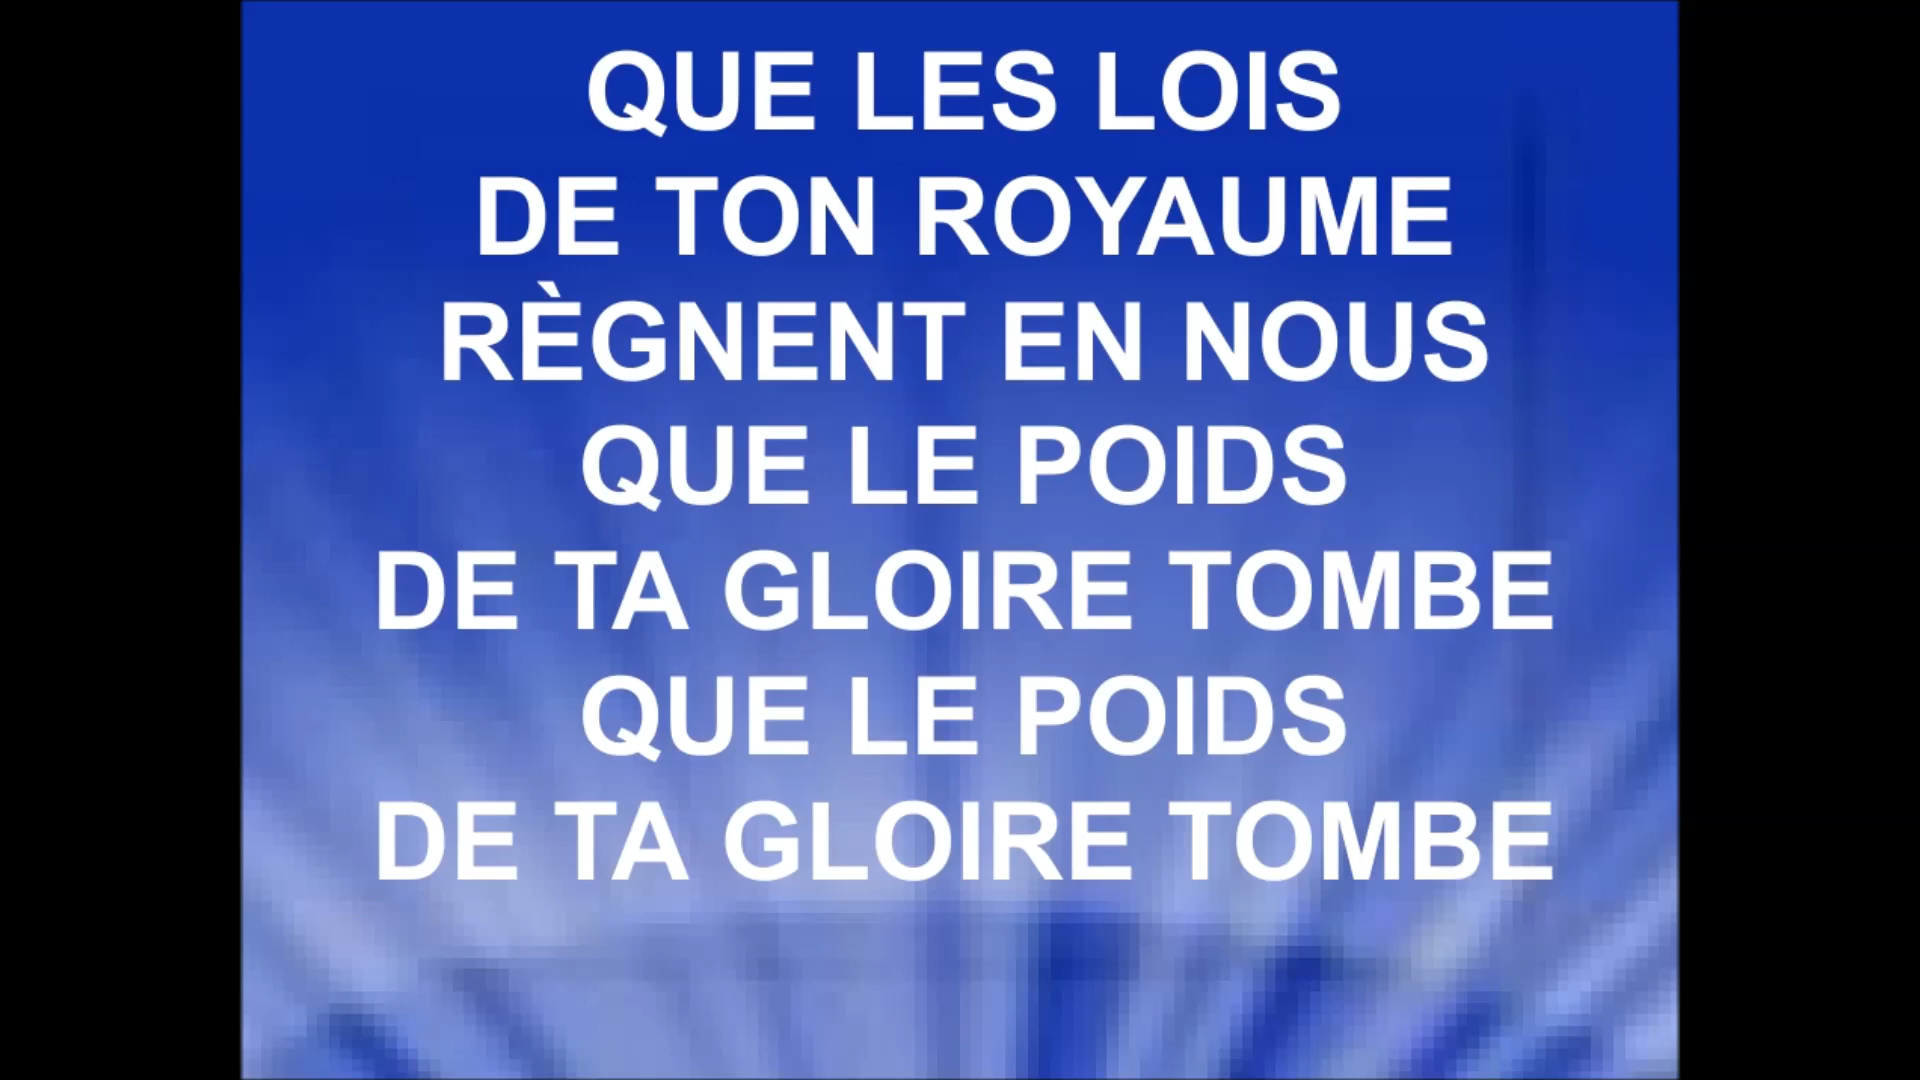 QUE LES LOIS
DE TON ROYAUME
RÈGNENT EN NOUS
QUE LE POIDS
DE TA GLOIRE TOMBE
QUE LE POIDS
DE TA GLOIRE TOMBE